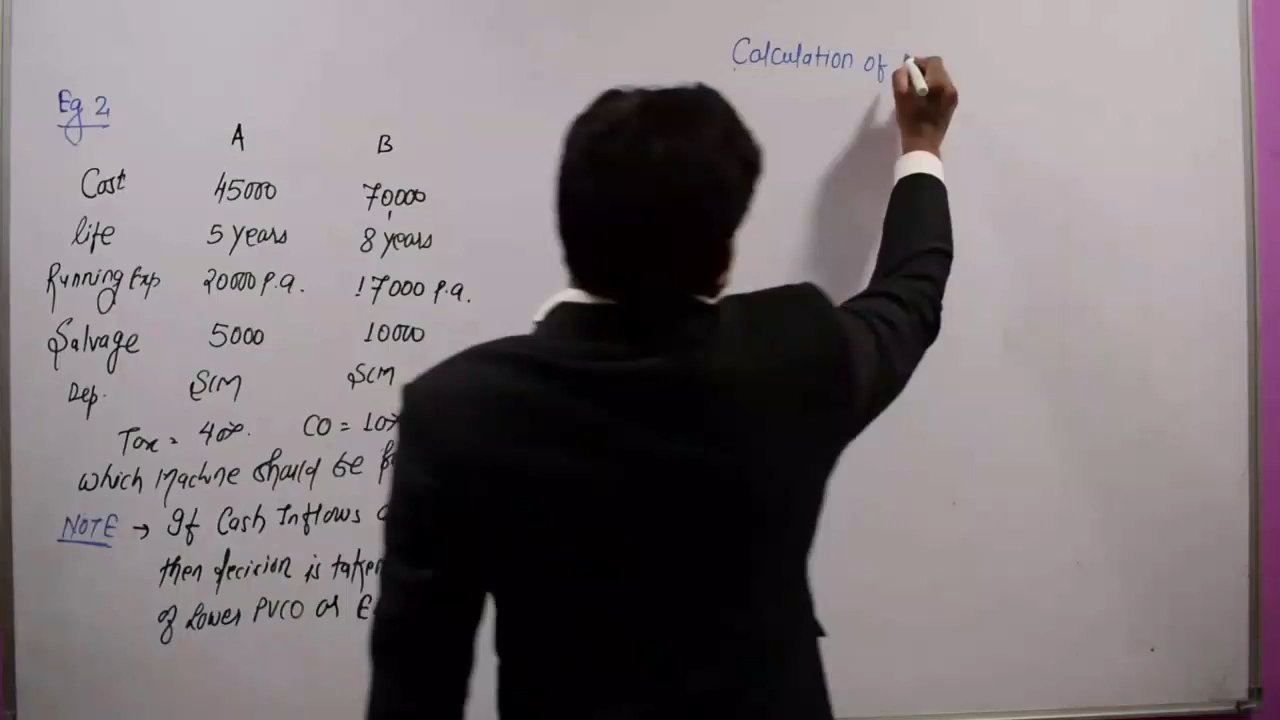 Calculation of
Eg 2
A B
Cost 45000 70,000
life 5 years 8 years
Running Exp 20000 P.a. 17000 P.a.
Salvage 5000 10000
Dep. SLM SLM
Tax = 40%. CO = 10%
which Machine should be
NOTE → If Cash Inflows
then decision is taken
of Lower PVCO or E